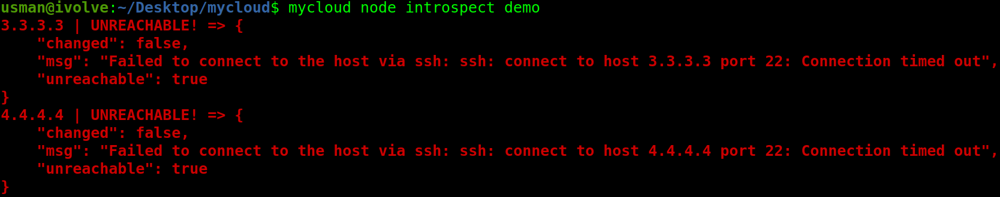 usman@ivolve:~/Desktop/mycloud$ mycloud node introspect demo
3.3.3.3 | UNREACHABLE! => {
    "changed": false,
    "msg": "Failed to connect to the host via ssh: ssh: connect to host 3.3.3.3 port 22: Connection timed out",
    "unreachable": true
}
4.4.4.4 | UNREACHABLE! => {
    "changed": false,
    "msg": "Failed to connect to the host via ssh: ssh: connect to host 4.4.4.4 port 22: Connection timed out",
    "unreachable": true
}